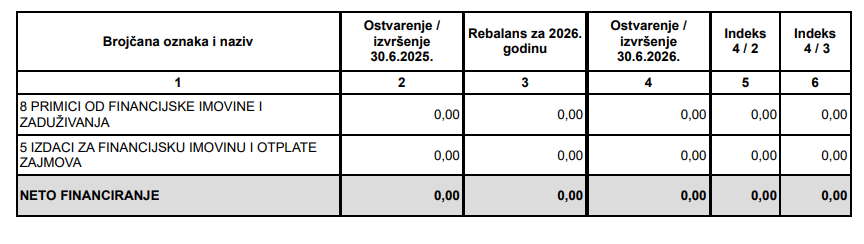 Brojčana oznaka i naziv
Ostvarenje /
izvršenje
30.6.2025.
Rebalans za 2026.
godinu
Ostvarenje /
izvršenje
30.6.2026.
Indeks
4 / 2
Indeks
4 / 3
1 2 3 4 5 6
8 PRIMICI OD FINANCIJSKE IMOVINE I
ZADUŽIVANJA
0,00 0,00 0,00 0,00 0,00
5 IZDACI ZA FINANCIJSKU IMOVINU I OTPLATE
ZAJMOVA
0,00 0,00 0,00 0,00 0,00
NETO FINANCIRANJE 0,00 0,00 0,00 0,00 0,00